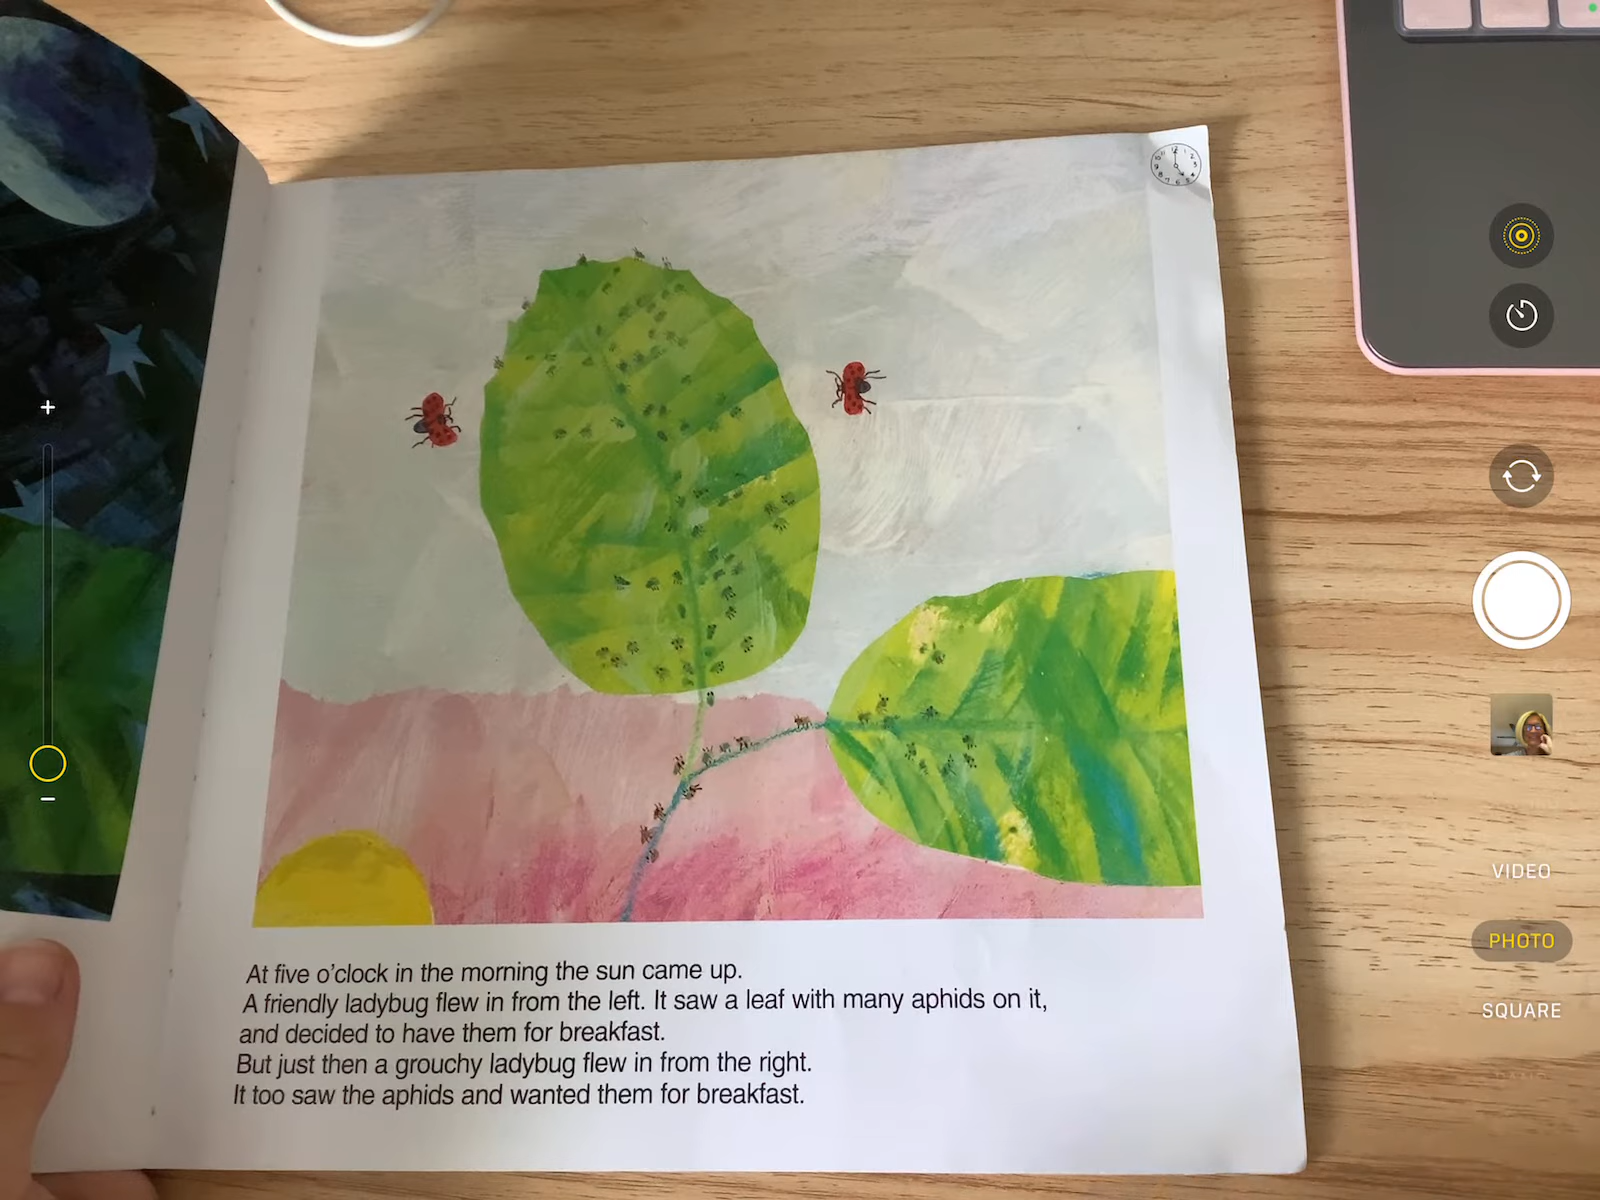 At five o'clock in the morning the sun came up.
A friendly ladybug flew in from the left. It saw a leaf with many aphids on it,
and decided to have them for breakfast.
But just then a grouchy ladybug flew in from the right.
It too saw the aphids and wanted them for breakfast.
VIDEO
PHOTO
SQUARE